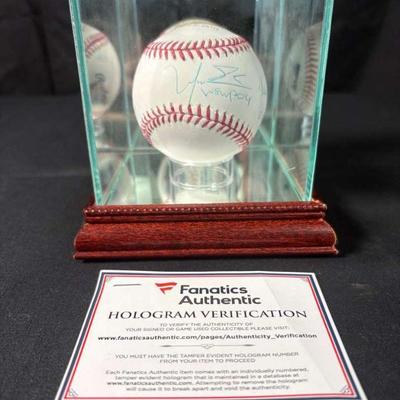 Fanatics
Authentic
HOLOGRAM VERIFICATION
TO VERIFY THE AUTHENTICITY OF
YOUR SIGNED OR GAME USED COLLECTIBLE PLEASE VISIT:
www.fanaticsauthentic.com/pages/Authenticity_Verification
YOU MUST HAVE THE TAMPER EVIDENT HOLOGRAM NUMBER
FROM YOUR ITEM TO PROCEED
Each Fanatics Authentic item comes with an individually numbered,
tamper evident hologram that is maintained in a database at
www.fanaticsauthentic.com. Attempting to remove the hologram
will cause it to break apart and void the authenticity.